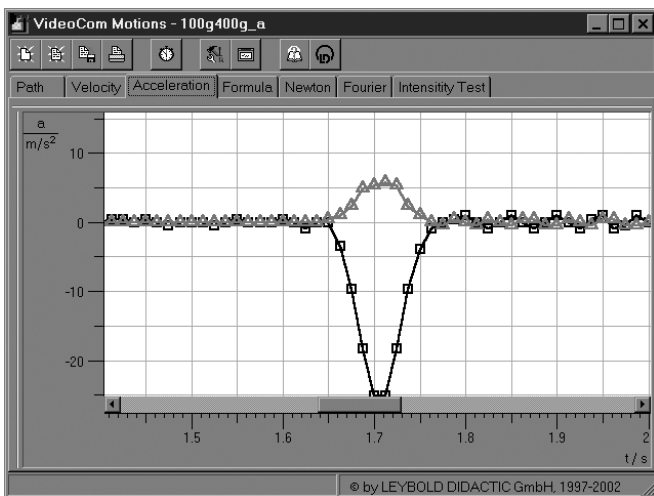 VideoCom Motions - 100g400g_a
Path Velocity Acceleration Formula Newton Fourier Intensitity Test
a
m/s²
10
0
-10
-20
1.5 1.6 1.7 1.8 1.9 2
t / s
© by LEYBOLD DIDACTIC GmbH, 1997-2002